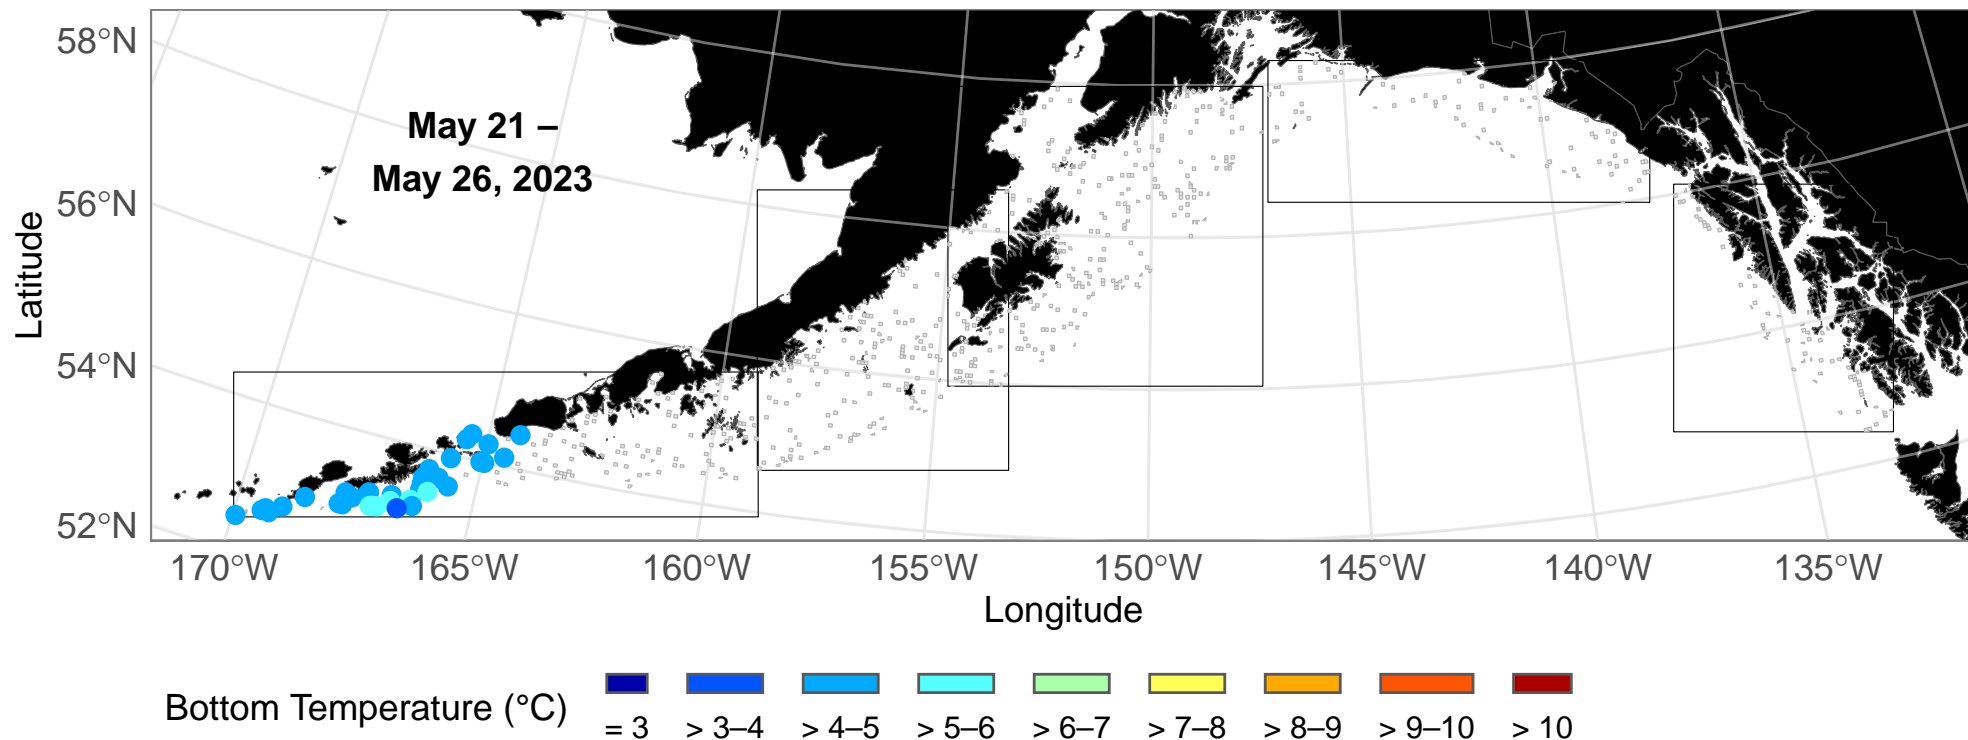 58°N
56°N
54°N
52°N
Latitude
May 21 –
May 26, 2023
170°W 165°W 160°W 155°W 150°W 145°W 140°W 135°W
Longitude
Bottom Temperature (°C)
= 3 > 3–4 > 4–5 > 5–6 > 6–7 > 7–8 > 8–9 > 9–10 > 10